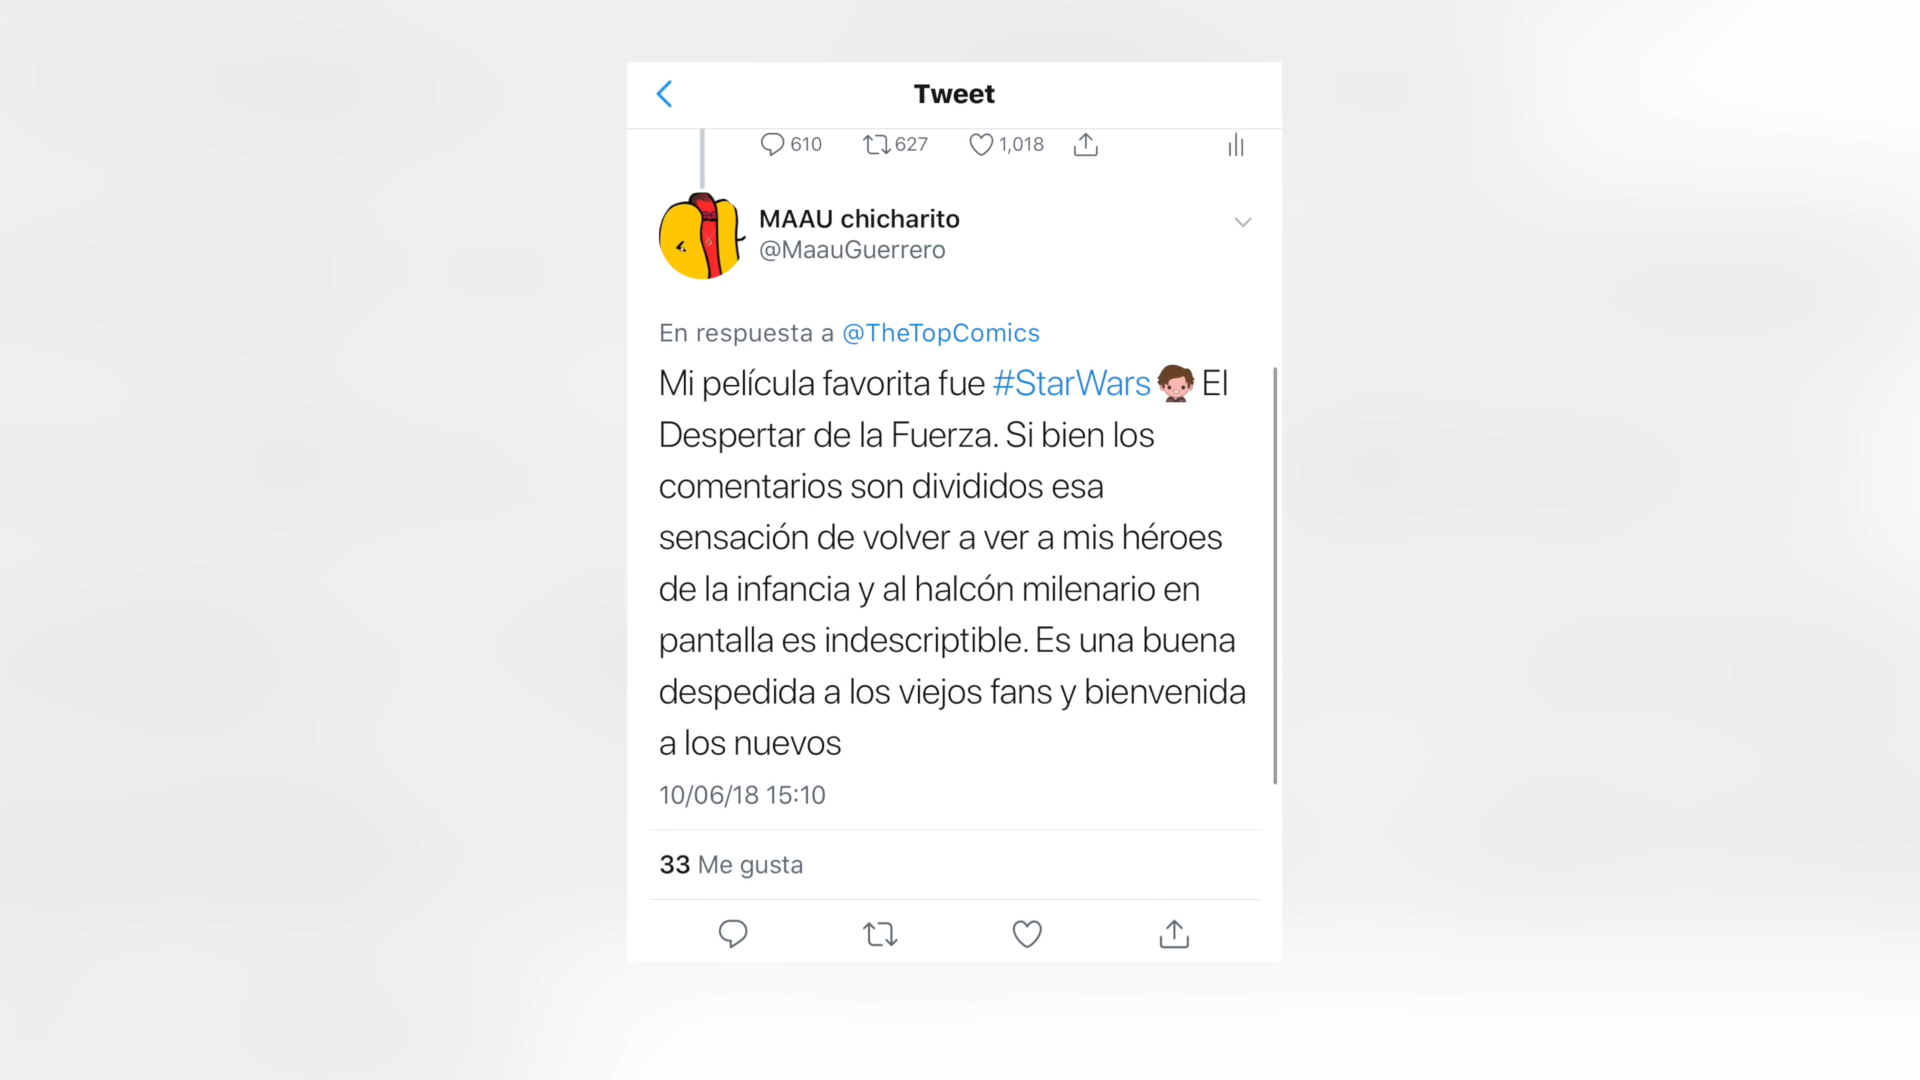 Tweet
610 627 1,018
MAAU chicharito
@MaauGuerrero
En respuesta a @TheTopComics
Mi película favorita fue #StarWars El
Despertar de la Fuerza. Si bien los
comentarios son divididos esa
sensación de volver a ver a mis héroes
de la infancia y al halcón milenario en
pantalla es indescriptible. Es una buena
despedida a los viejos fans y bienvenida
a los nuevos
10/06/18 15:10
33 Me gusta